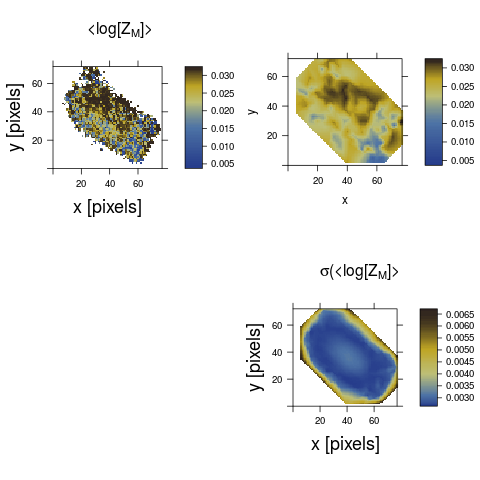 <log[Z_M]>
60
40
20
20 40 60
x [pixels]
y [pixels]
0.030
0.025
0.020
0.015
0.010
0.005
60
40
20
20 40 60
x
y
0.030
0.025
0.020
0.015
0.010
0.005
σ(<log[Z_M]>
60
40
20
20 40 60
x [pixels]
y [pixels]
0.0065
0.0060
0.0055
0.0050
0.0045
0.0040
0.0035
0.0030